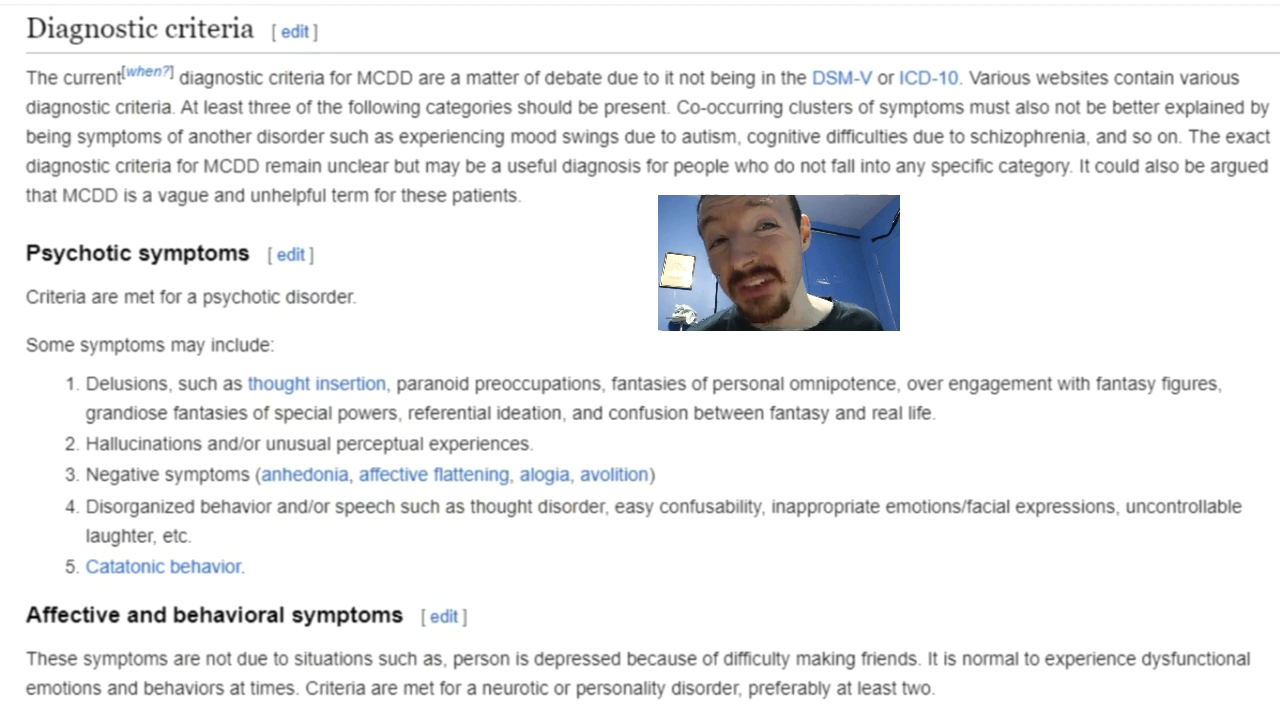 Diagnostic criteria [ edit ]
The current[when?] diagnostic criteria for MCDD are a matter of debate due to it not being in the DSM-V or ICD-10. Various websites contain various
diagnostic criteria. At least three of the following categories should be present. Co-occurring clusters of symptoms must also not be better explained by
being symptoms of another disorder such as experiencing mood swings due to autism, cognitive difficulties due to schizophrenia, and so on. The exact
diagnostic criteria for MCDD remain unclear but may be a useful diagnosis for people who do not fall into any specific category. It could also be argued
that MCDD is a vague and unhelpful term for these patients.
Psychotic symptoms [ edit ]
Criteria are met for a psychotic disorder.
Some symptoms may include:
1. Delusions, such as thought insertion, paranoid preoccupations, fantasies of personal omnipotence, over engagement with fantasy figures,
grandiose fantasies of special powers, referential ideation, and confusion between fantasy and real life.
2. Hallucinations and/or unusual perceptual experiences.
3. Negative symptoms (anhedonia, affective flattening, alogia, avolition)
4. Disorganized behavior and/or speech such as thought disorder, easy confusability, inappropriate emotions/facial expressions, uncontrollable
laughter, etc.
5. Catatonic behavior.
Affective and behavioral symptoms [ edit ]
These symptoms are not due to situations such as, person is depressed because of difficulty making friends. It is normal to experience dysfunctional
emotions and behaviors at times. Criteria are met for a neurotic or personality disorder, preferably at least two.